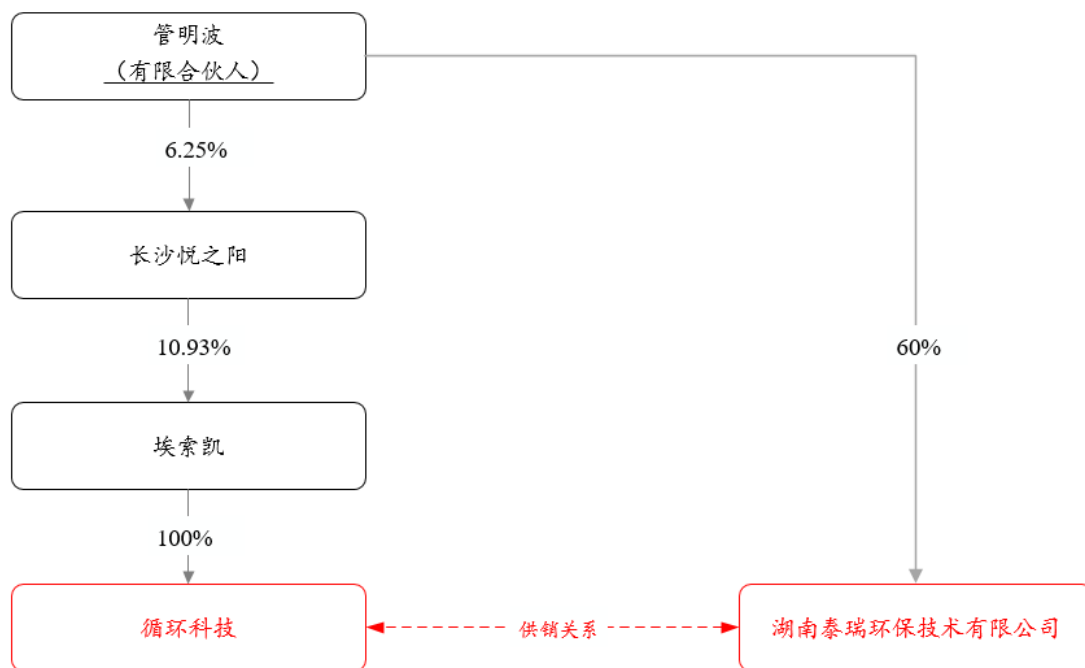 管明波
（有限合伙人）
6.25%
长沙悦之阳
10.93%
60%
埃索凯
100%
循环科技
供销关系
湖南泰瑞环保技术有限公司